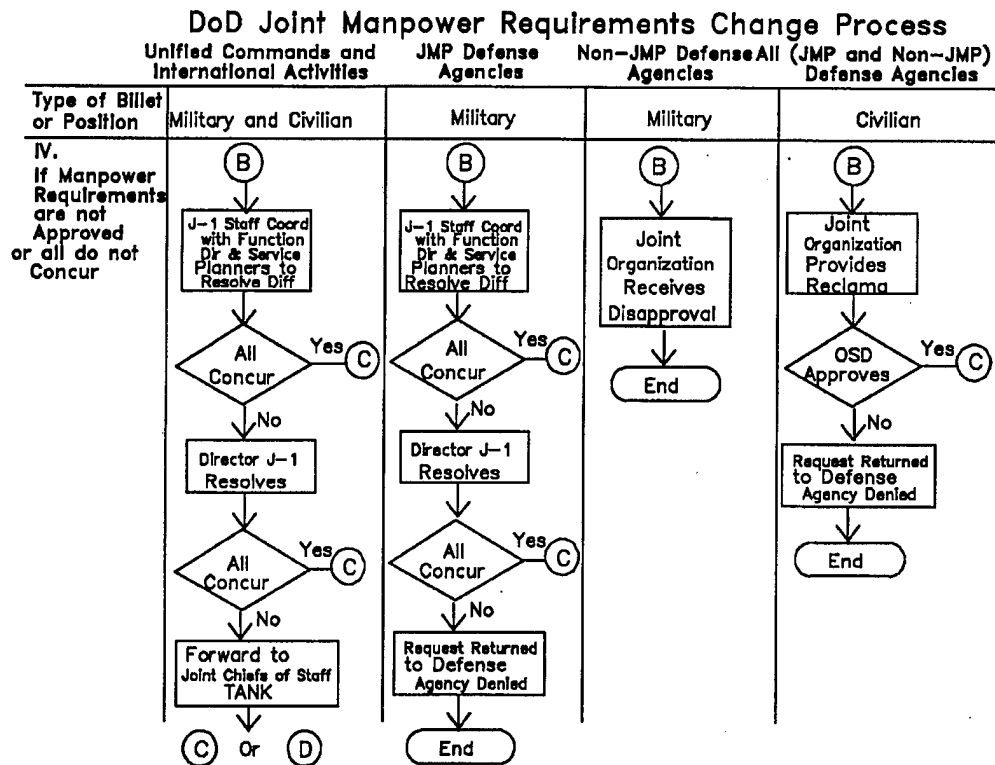 DoD Joint Manpower Requirements Change Process
Unified Commands and
International Activities
JMP Defense
Agencies
Non-JMP Defense
Agencies
All (JMP and Non-JMP)
Defense Agencies
Type of Billet
or Position
Military and Civilian
Military
Military
Civilian
IV.
If Manpower
Requirements
are not
Approved
or all do not
Concur
B
J-1 Staff Coord
with Function
Dir & Service
Planners to
Resolve Diff
All
Concur
Yes
C
No
Director J-1
Resolves
All
Concur
Yes
C
No
Forward to
Joint Chiefs of Staff
TANK
C Or D
B
J-1 Staff Coord
with Function
Dir & Service
Planners to
Resolve Diff
All
Concur
Yes
C
No
Director J-1
Resolves
All
Concur
Yes
C
No
Request Returned
to Defense
Agency Denied
End
B
Joint
Organization
Receives
Disapproval
End
B
Joint
Organization
Provides
Reclama
OSD
Approves
Yes
C
No
Request Returned
to Defense
Agency Denied
End